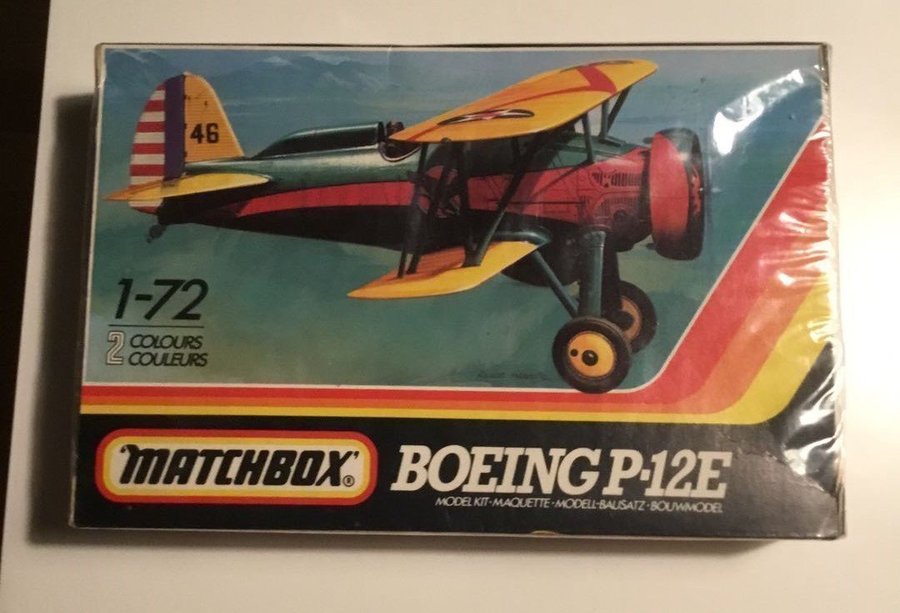 46
1-72
2 COLOURS
COULEURS
'MATCHBOX'®
BOEING P-12E
MODEL KIT·MAQUETTE·MODELL-BAUSATZ·BOUWMODEL